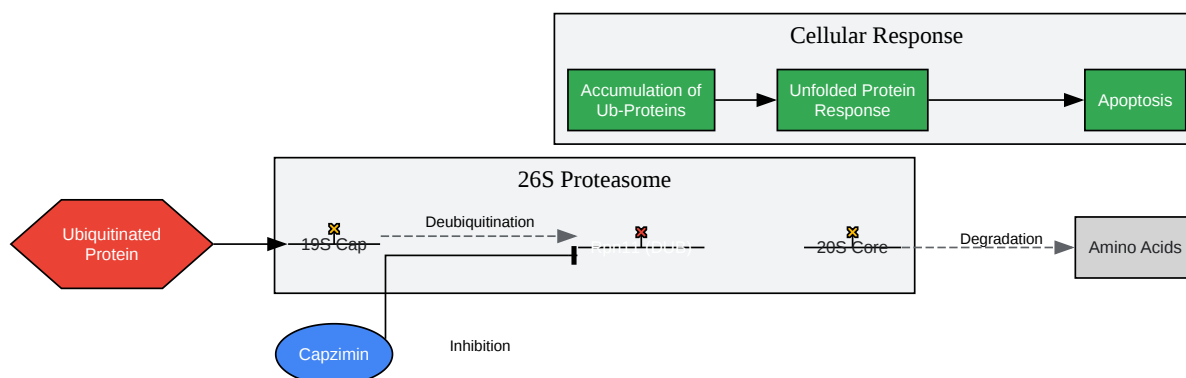 Cellular Response
Accumulation of
Ub-Proteins
Unfolded Protein
Response
Apoptosis
26S Proteasome
Ubiquitinated
Protein
19S Cap
Deubiquitination
20S Core
Degradation
Amino Acids
Capzimin
Inhibition